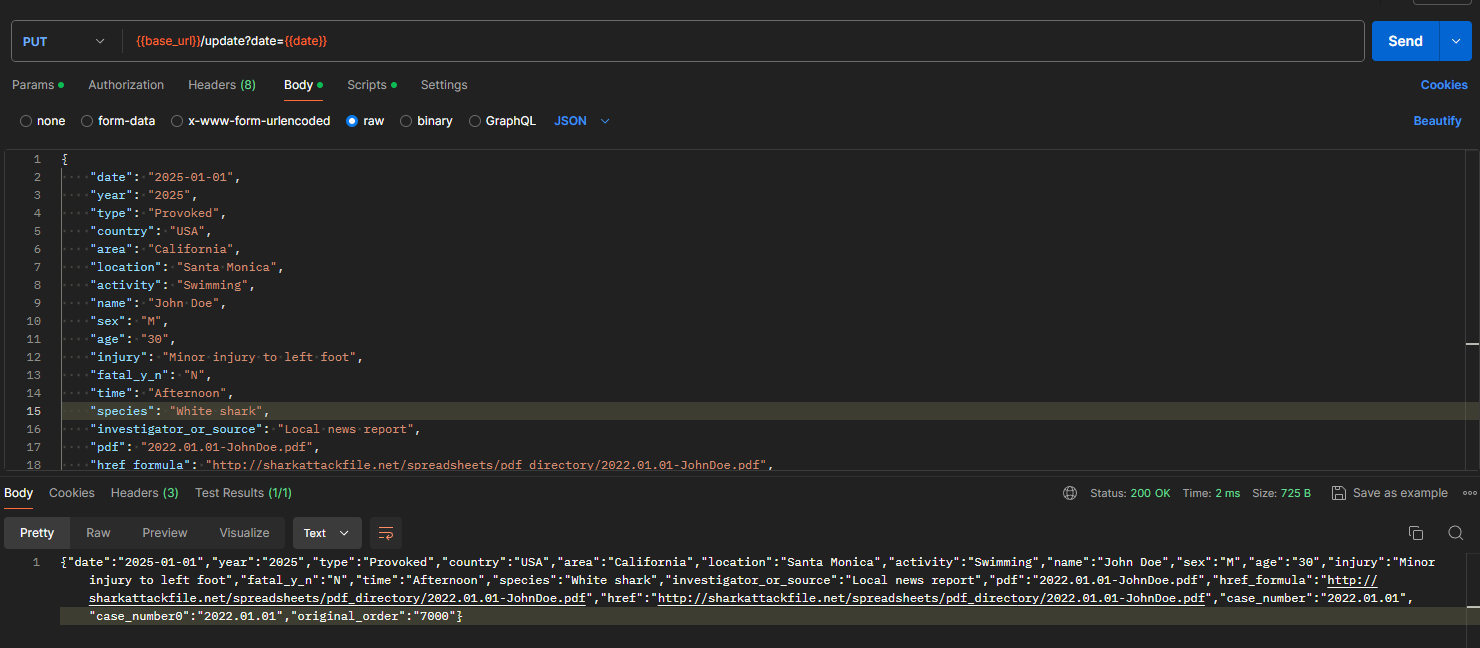 PUT {{base_url}}/update?date={{date}} Send
Params Authorization Headers (8) Body Scripts Settings Cookies
none form-data x-www-form-urlencoded raw binary GraphQL JSON Beautify
1 {
2 "date": "2025-01-01",
3 "year": "2025",
4 "type": "Provoked",
5 "country": "USA",
6 "area": "California",
7 "location": "Santa Monica",
8 "activity": "Swimming",
9 "name": "John Doe",
10 "sex": "M",
11 "age": "30",
12 "injury": "Minor injury to left foot",
13 "fatal_y_n": "N",
14 "time": "Afternoon",
15 "species": "White shark",
16 "investigator_or_source": "Local news report",
17 "pdf": "2022.01.01-JohnDoe.pdf",
18 "href_formula": "http://sharkattackfile.net/spreadsheets/pdf_directory/2022.01.01-JohnDoe.pdf",
Body Cookies Headers (3) Test Results (1/1) Status: 200 OK Time: 2 ms Size: 725 B Save as example
Pretty Raw Preview Visualize Text
1 {"date":"2025-01-01","year":"2025","type":"Provoked","country":"USA","area":"California","location":"Santa Monica","activity":"Swimming","name":"John Doe","sex":"M","age":"30","injury":"Minor
injury to left foot","fatal_y_n":"N","time":"Afternoon","species":"White shark","investigator_or_source":"Local news report","pdf":"2022.01.01-JohnDoe.pdf","href_formula":"http://
sharkattackfile.net/spreadsheets/pdf_directory/2022.01.01-JohnDoe.pdf","href":"http://sharkattackfile.net/spreadsheets/pdf_directory/2022.01.01-JohnDoe.pdf","case_number":"2022.01.01",
"case_number0":"2022.01.01","original_order":"7000"}